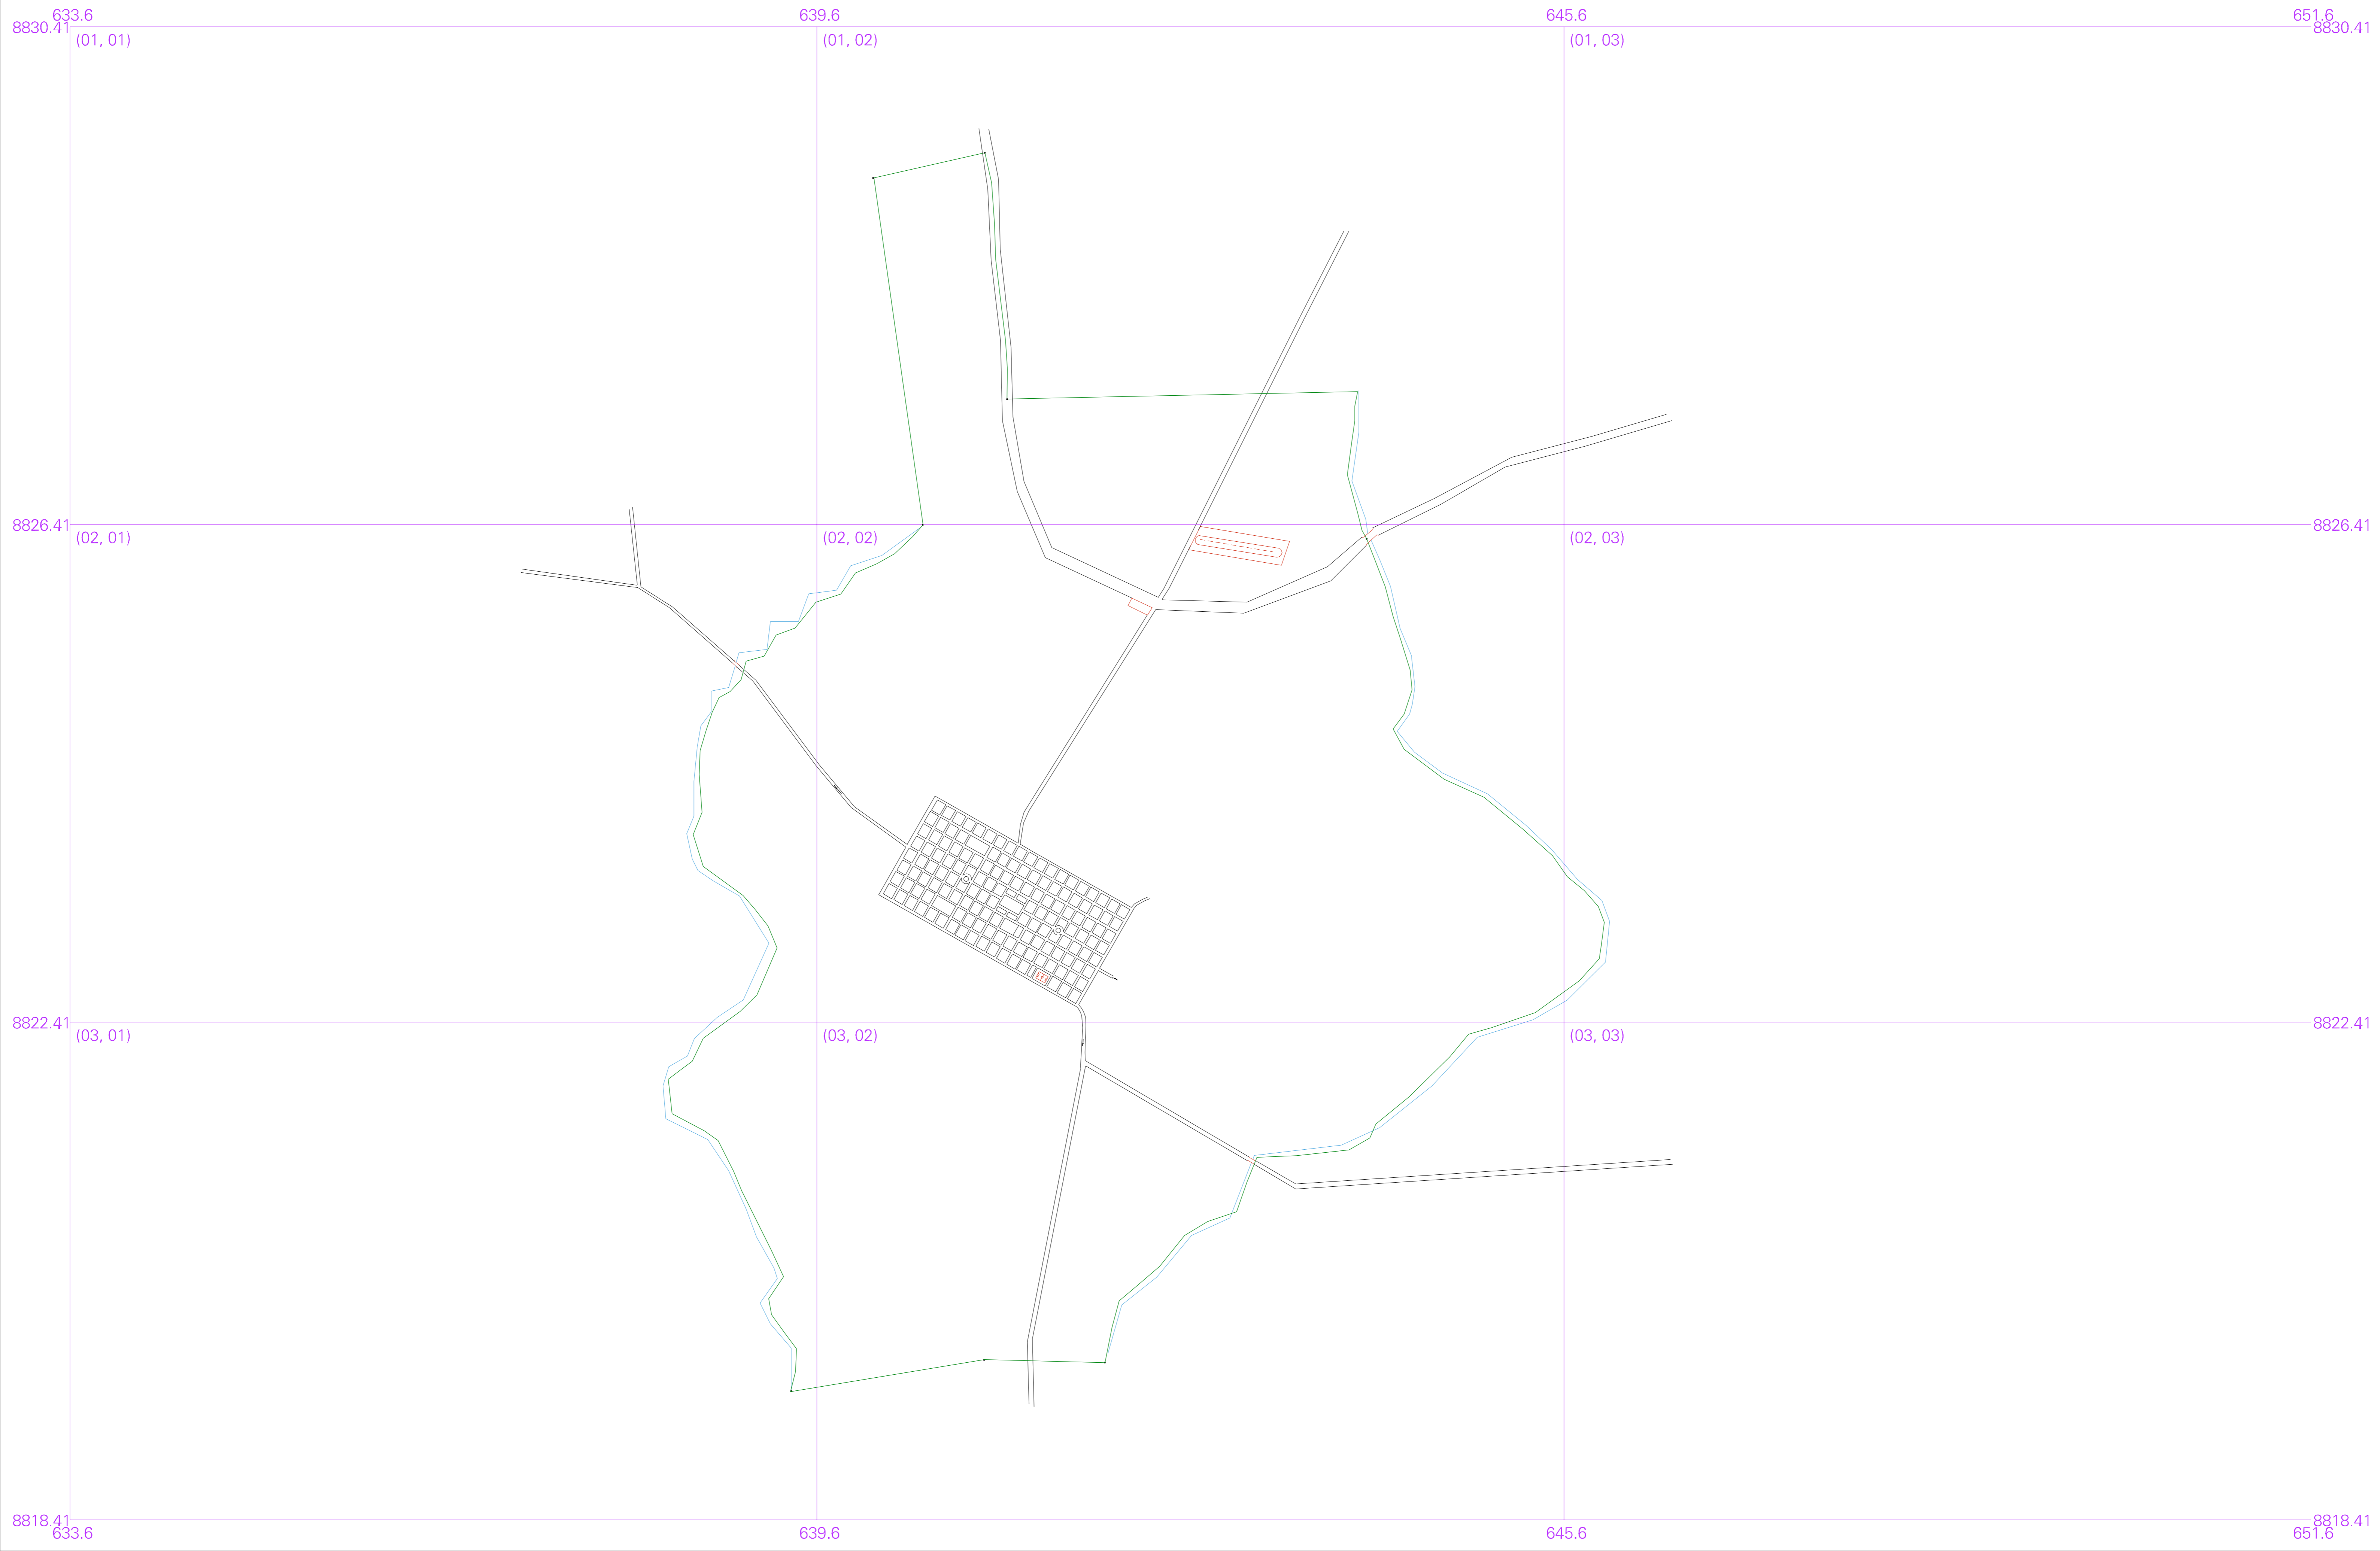 633.6 639.6 645.6 651.6
8830.41 8830.41
(01, 01) (01, 02) (01, 03)
8826.41 8826.41
(02, 01) (02, 02) (02, 03)
8822.41 8822.41
(03, 01) (03, 02) (03, 03)
8818.41 8818.41
633.6 639.6 645.6 651.6